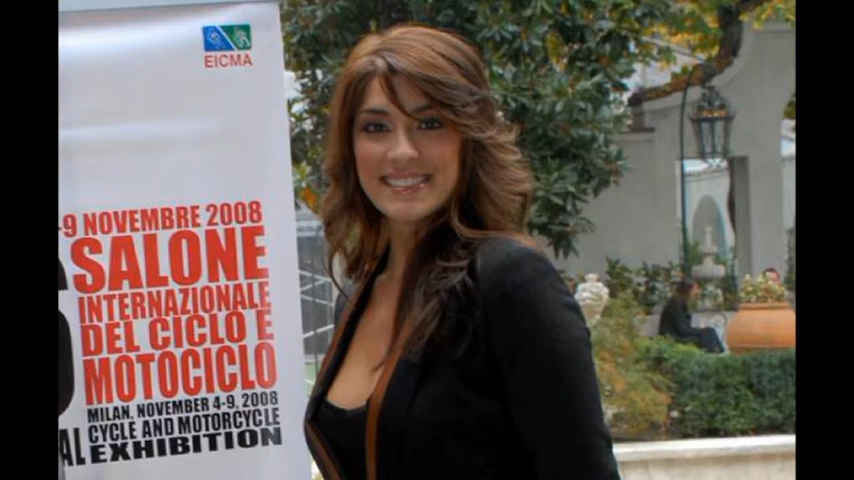 EICMA
-9 NOVEMBRE 2008
SALONE
INTERNAZIONALE
DEL CICLO E
MOTOCICLO
MILAN, NOVEMBER 4-9, 2008
CYCLE AND MOTORCYCLE
AL EXHIBITION